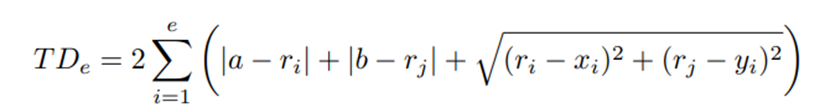 $TD_e = 2\sum_{i=1}^{e}\left(|a - r_i| + |b - r_j| + \sqrt{(r_i - x_i)^2 + (r_j - y_i)^2}\right)$